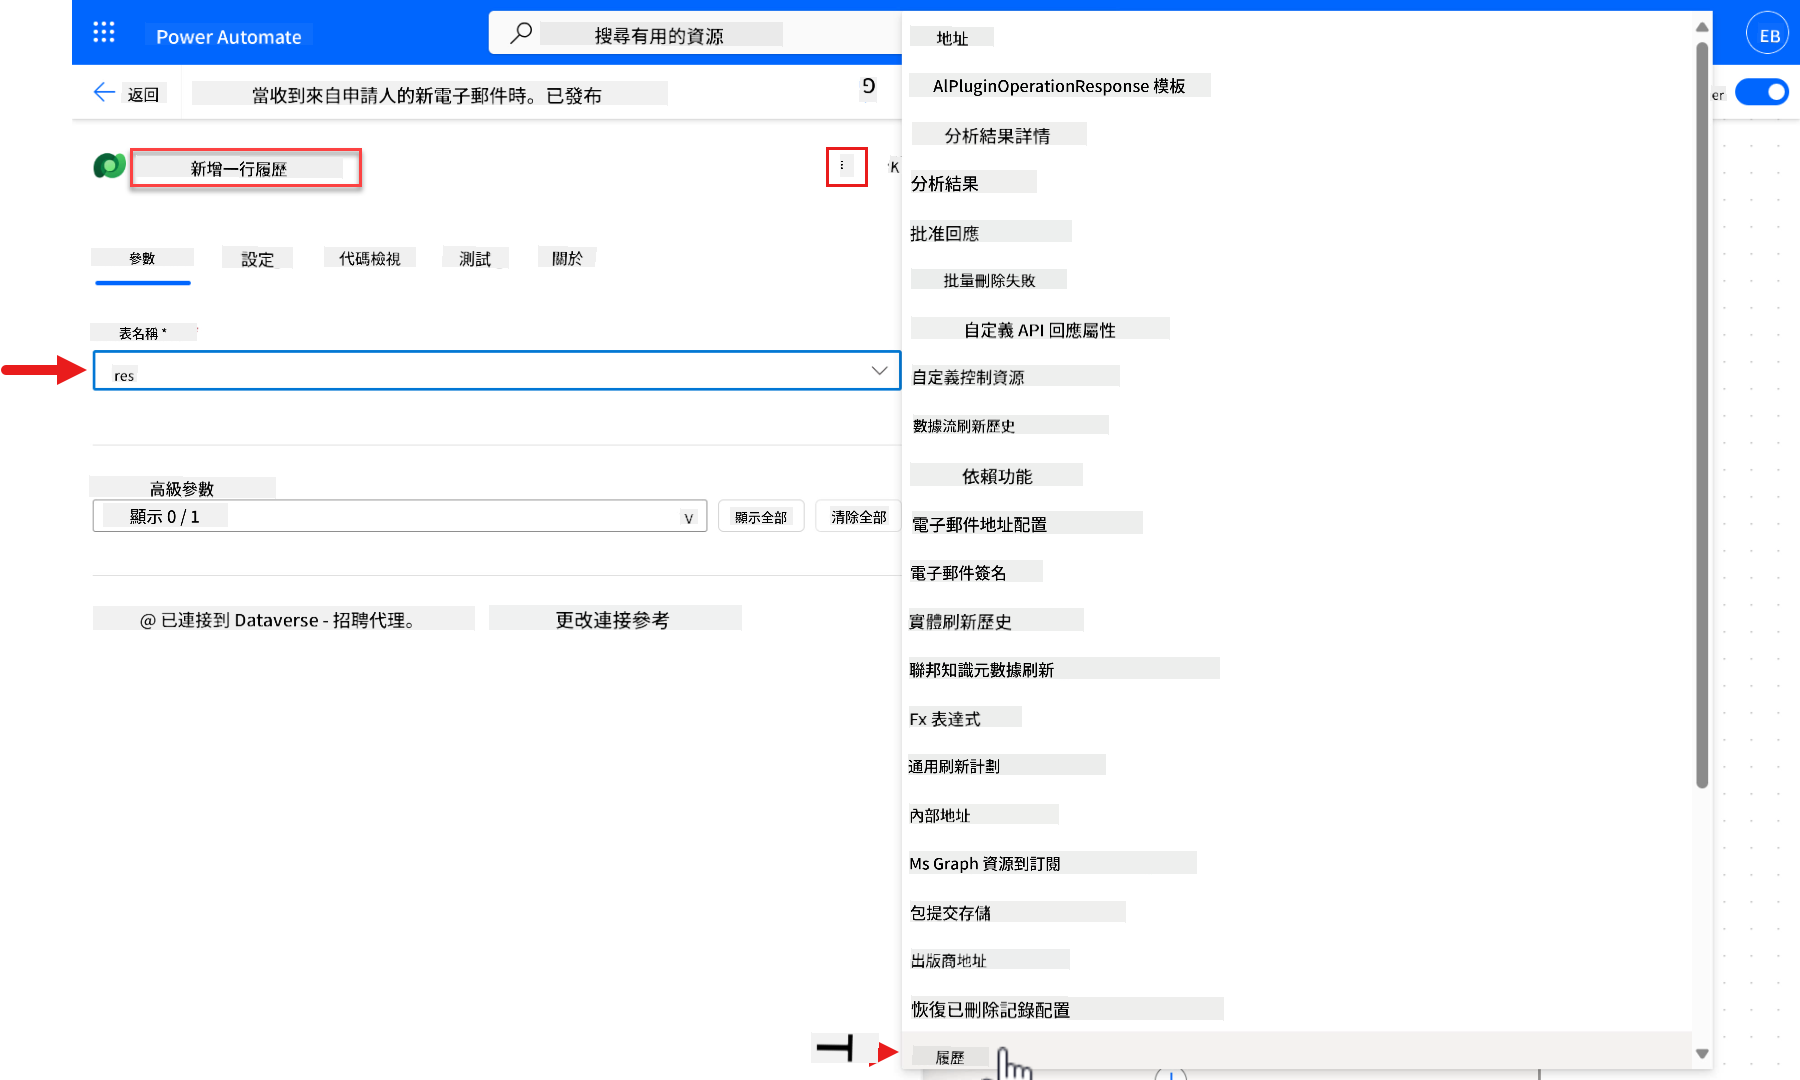 Power Automate
搜尋有用的資源
EB
返回
當收到來自申請人的新電子郵件時。已發布
er
新增一行履歷
參數
設定
代碼檢視
測試
關於
表名稱 *
res
高級參數
顯示 0 / 1
顯示全部
清除全部
@ 已連接到 Dataverse - 招聘代理。
更改連接參考
地址
AlPluginOperationResponse 模板
分析結果詳情
分析結果
批准回應
批量刪除失敗
自定義 API 回應屬性
自定義控制資源
數據流刷新歷史
依賴功能
電子郵件地址配置
電子郵件簽名
實體刷新歷史
聯邦知識元數據刷新
Fx 表達式
通用刷新計劃
內部地址
Ms Graph 資源到訂閱
包提交存儲
出版商地址
恢復已刪除記錄配置
履歷